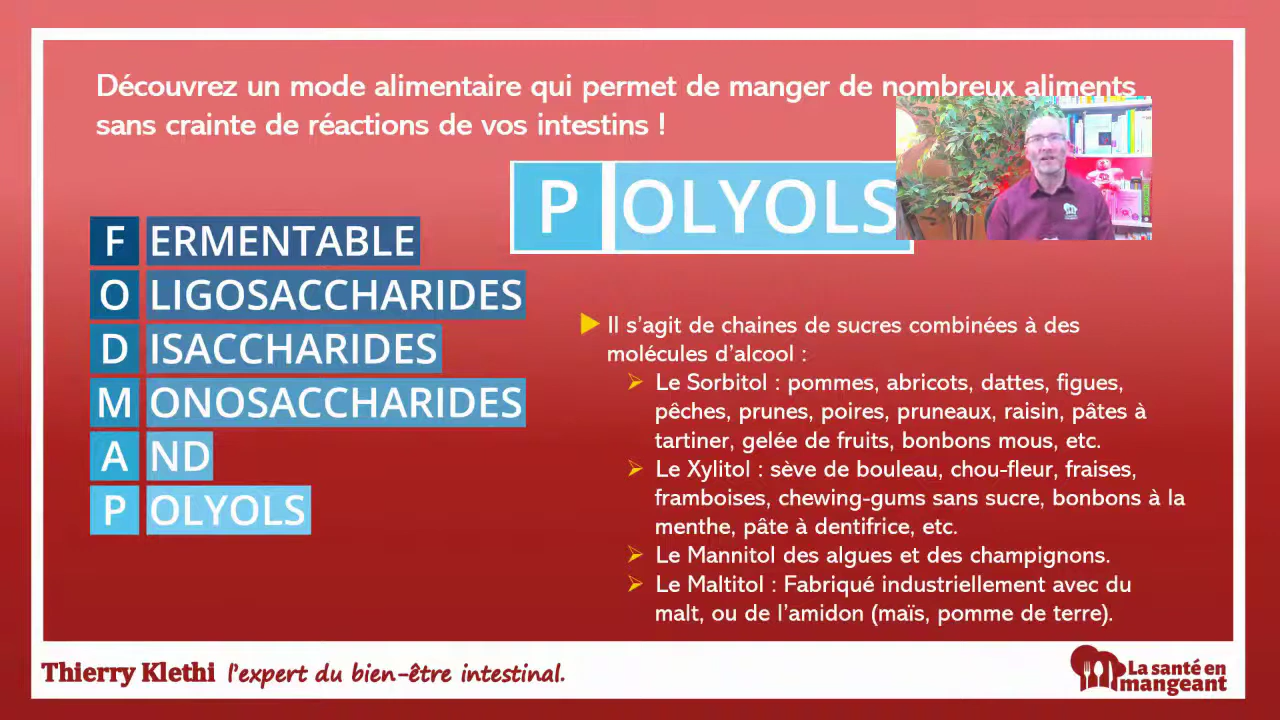 Découvrez un mode alimentaire qui permet de manger de nombreux aliments
sans crainte de réactions de vos intestins !
P OLYOLS
F ERMENTABLE
O LIGOSACCHARIDES
D ISACCHARIDES
M ONOSACCHARIDES
A ND
P OLYOLS
Il s’agit de chaines de sucres combinées à des
molécules d’alcool :
Le Sorbitol : pommes, abricots, dattes, figues,
pêches, prunes, poires, pruneaux, raisin, pâtes à
tartiner, gelée de fruits, bonbons mous, etc.
Le Xylitol : sève de bouleau, chou-fleur, fraises,
framboises, chewing-gums sans sucre, bonbons à la
menthe, pâte à dentifrice, etc.
Le Mannitol des algues et des champignons.
Le Maltitol : Fabriqué industriellement avec du
malt, ou de l’amidon (maïs, pomme de terre).
Thierry Klethi l’expert du bien-être intestinal.
La santé en
mangeant